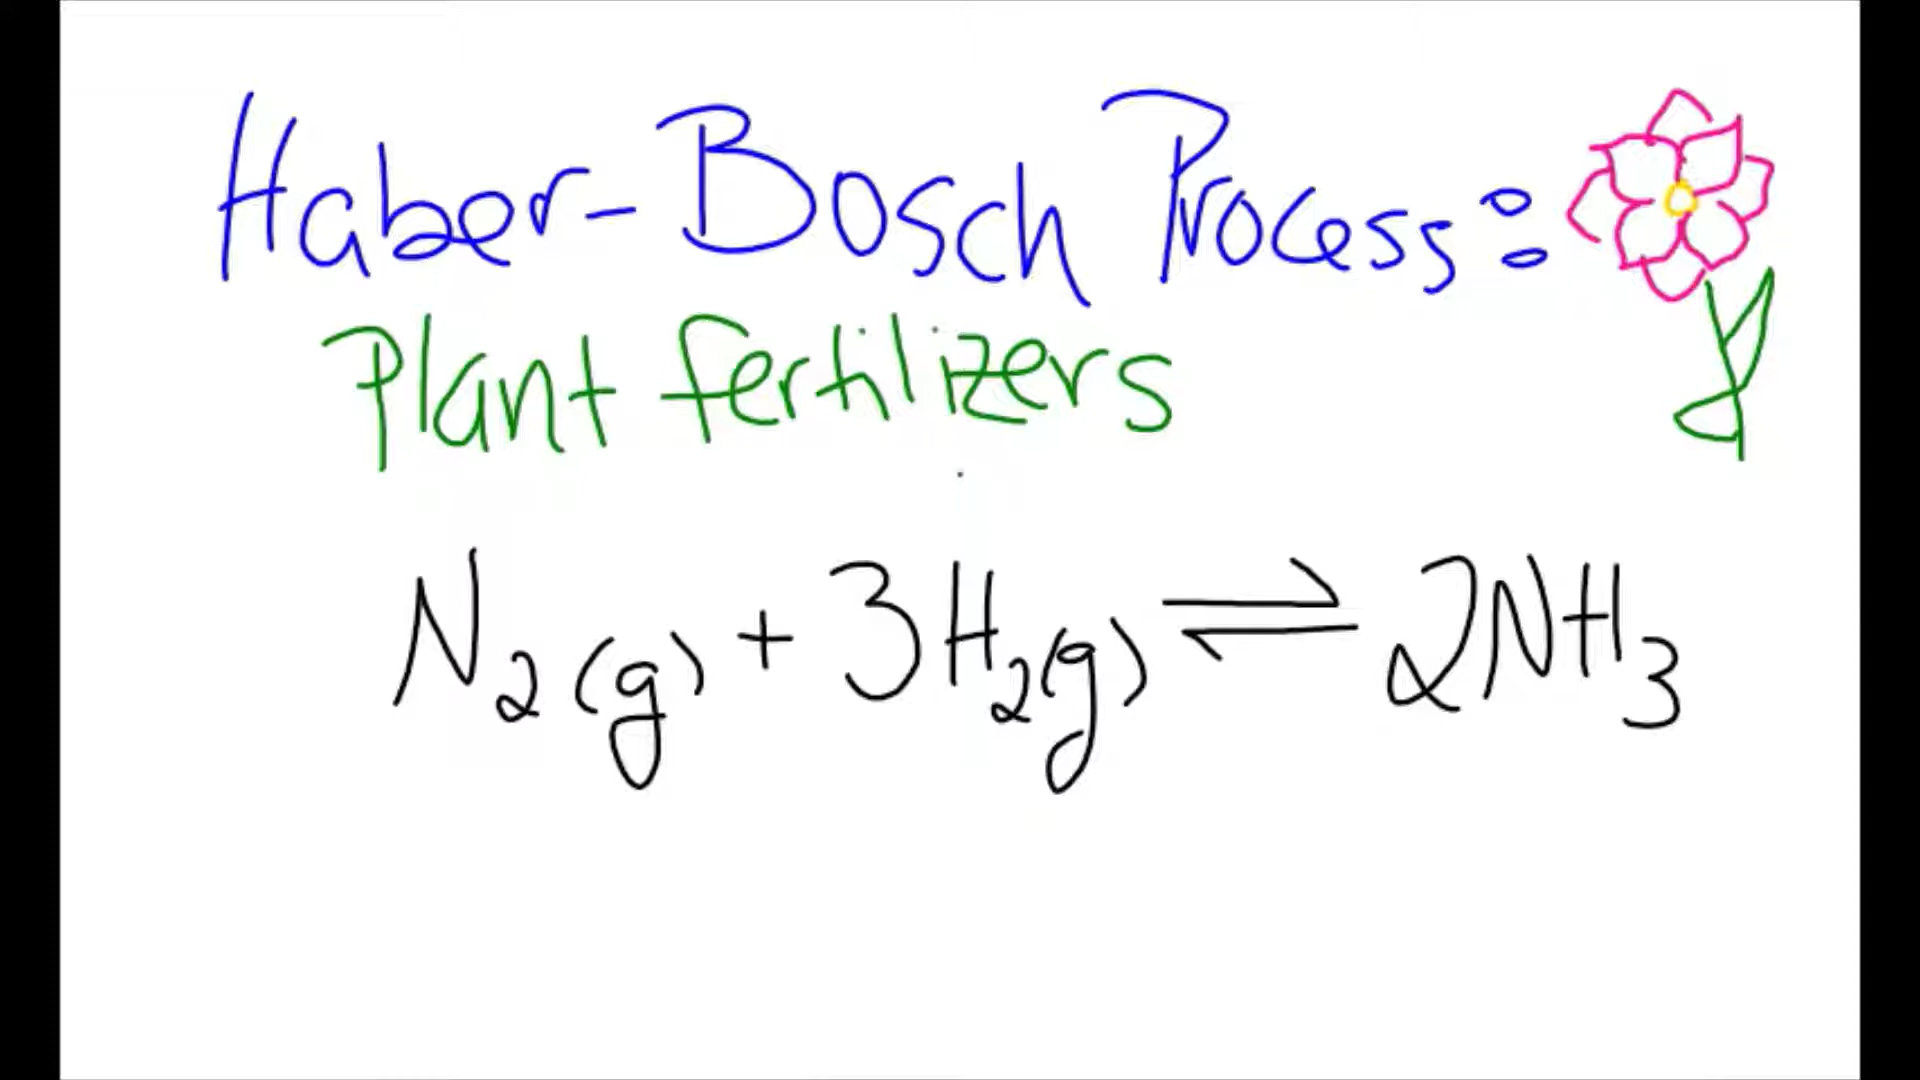 Haber-Bosch Process:
Plant fertilizers
N₂(g) + 3H₂(g) ⇌ 2NH₃